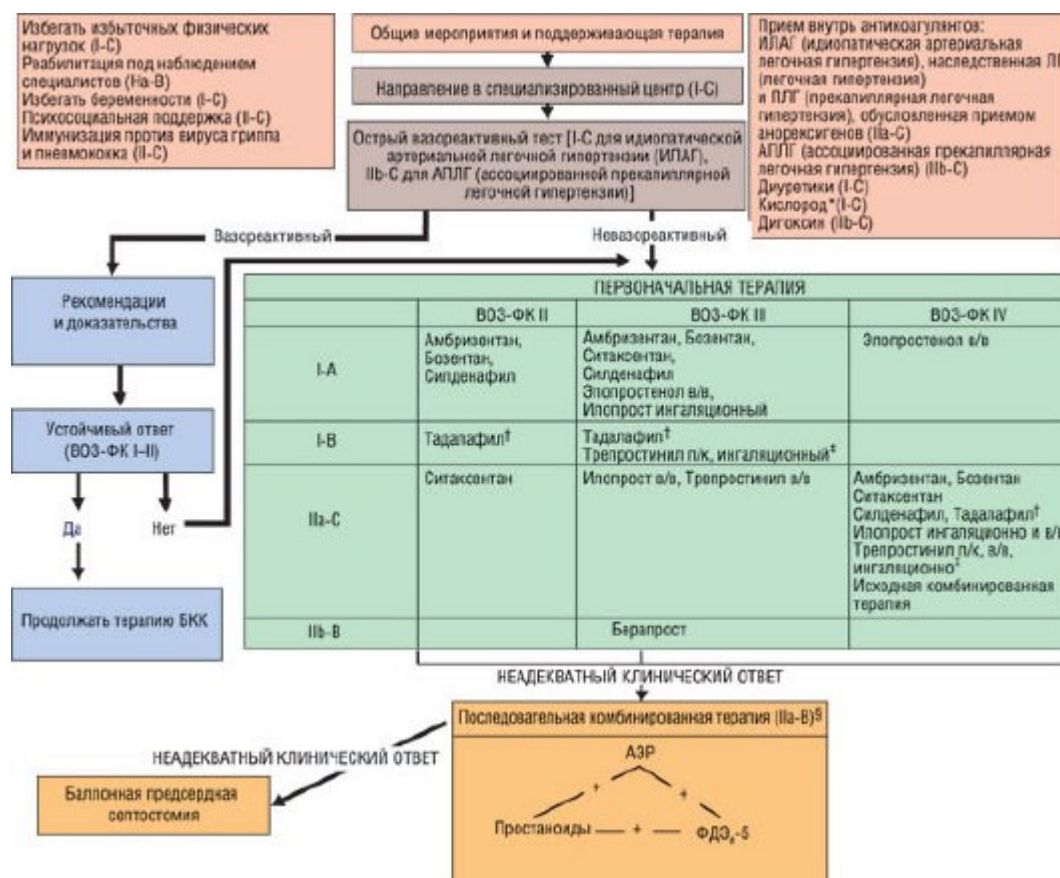 Избегать избыточных физических
нагрузок (I-C)
Реабилитация под наблюдением
специалистов (IIa-B)
Избегать беременности (I-C)
Психосоциальная поддержка (II-C)
Иммунизация против вируса гриппа
и пневмококка (II-C)
Общие мероприятия и поддерживающая терапия
Направление в специализированный центр (I-C)
Острый вазореактивный тест [I-C для идиопатической
артериальной легочной гипертензии (ИЛАГ),
IIb-C для АПЛГ (ассоциированной прекапиллярной
легочной гипертензии)]
Прием внутрь антикоагулянтов:
ИЛАГ (идиопатическая артериальная
легочная гипертензия), наследственная
(легочная гипертензия)
и ПЛГ (прекапиллярная легочная
гипертензия), обусловленная приемом
анорексигенов (IIa-C)
АПЛГ (ассоциированная прекапиллярная
легочная гипертензия) (IIb-C)
Диуретики (I-C)
Кислород*(I-C)
Дигоксин (IIb-C)
Вазореактивный
Невазореактивный
Рекомендации
и доказательства
Устойчивый ответ
(ВОЗ-ФК I–II)
Да
Нет
Продолжать терапию БКК
ПЕРВОНАЧАЛЬНАЯ ТЕРАПИЯ
ВОЗ-ФК II
ВОЗ-ФК III
ВОЗ-ФК IV
I-A
Амбризентан,
Бозентан,
Силденафил
Амбризентан, Бозентан,
Ситаксентан,
Силденафил
Эпопростенол в/в,
Илопрост ингаляционный
Эпопростенол в/в
I-B
Тадалафил†
Тадалафил†
Трепростинил п/к, ингаляционный‡
IIa-C
Ситаксентан
Илопрост в/в, Трепростинил в/в
Амбризентан, Бозентан
Ситаксентан
Силденафил, Тадалафил†
Илопрост ингаляционно и в/в
Трепростинил п/к, в/в,
ингаляционно‡
Исходная комбинированная
терапия
IIb-B
Берапрост
НЕАДЕКВАТНЫЙ КЛИНИЧЕСКИЙ ОТВЕТ
Последовательная комбинированная терапия (IIa-B)§
АЭР
+ +
Простаноиды — + — ФДЭ₅-5
НЕАДЕКВАТНЫЙ КЛИНИЧЕСКИЙ ОТВЕТ
Баллонная предсердная
септостомия